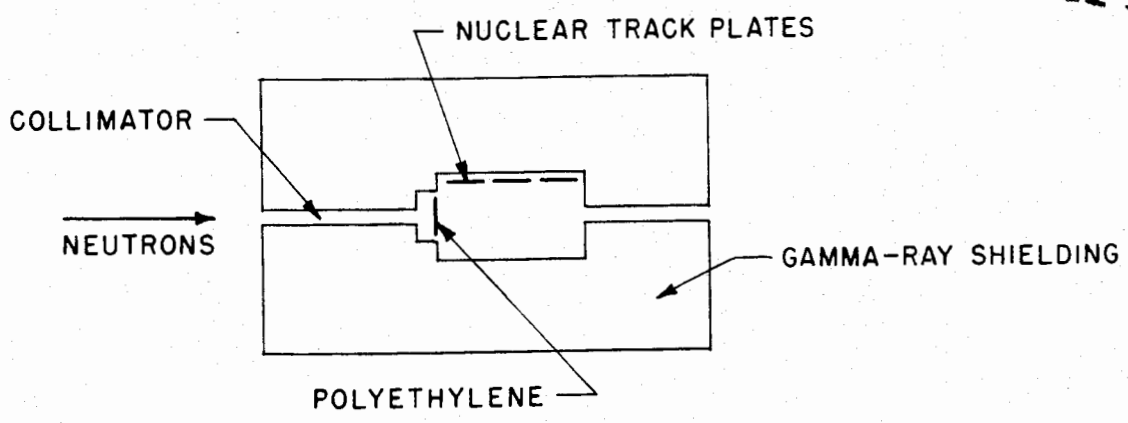 NUCLEAR TRACK PLATES
COLLIMATOR
NEUTRONS
GAMMA-RAY SHIELDING
POLYETHYLENE